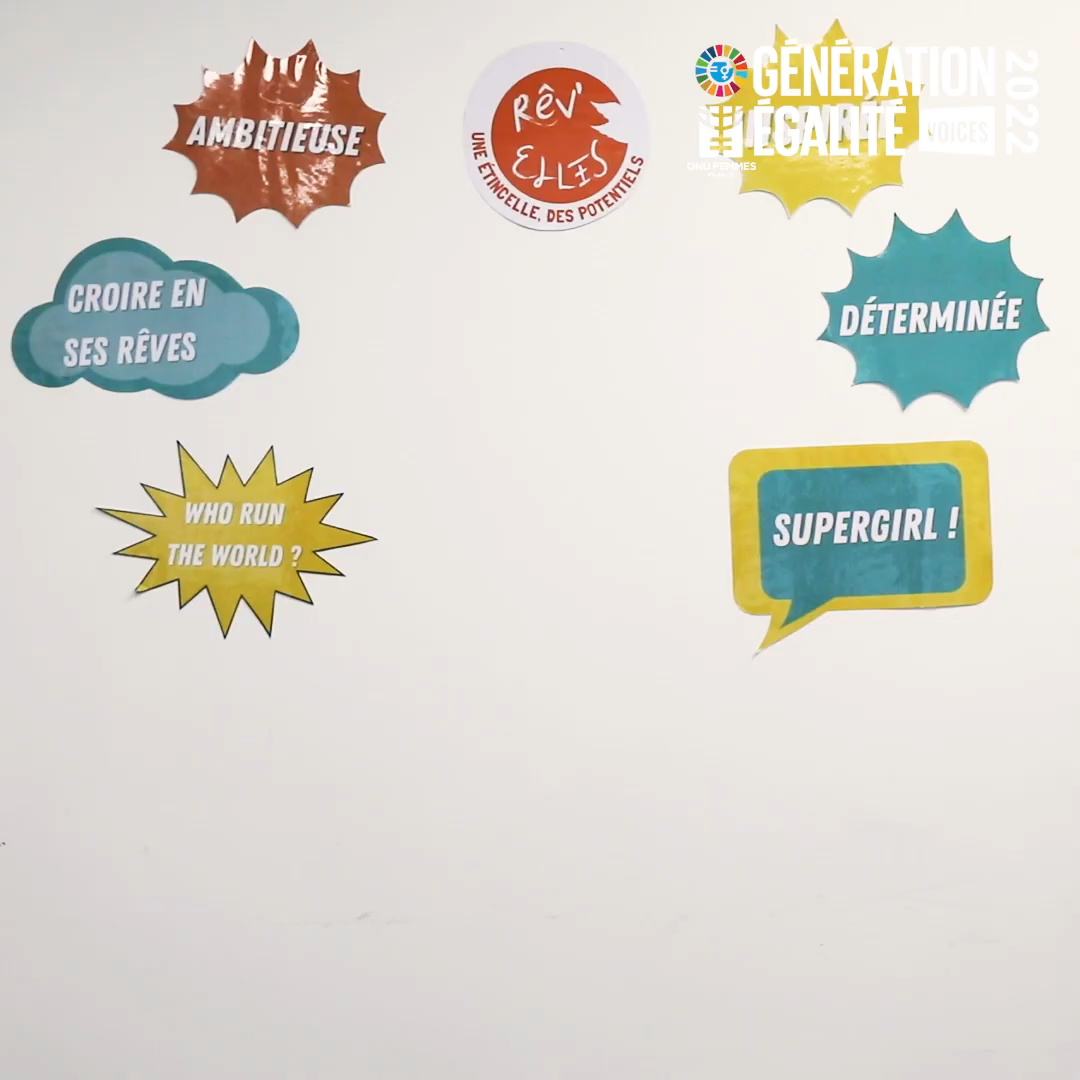 AMBITIEUSE
Rêv'
ELLES
UNE ÉTINCELLE, DES POTENTIELS
GÉNÉRATION
ÉGALITÉ
VOICES
2022
ONU FEMMES
CROIRE EN
SES RÊVES
DÉTERMINÉE
WHO RUN
THE WORLD ?
SUPERGIRL !